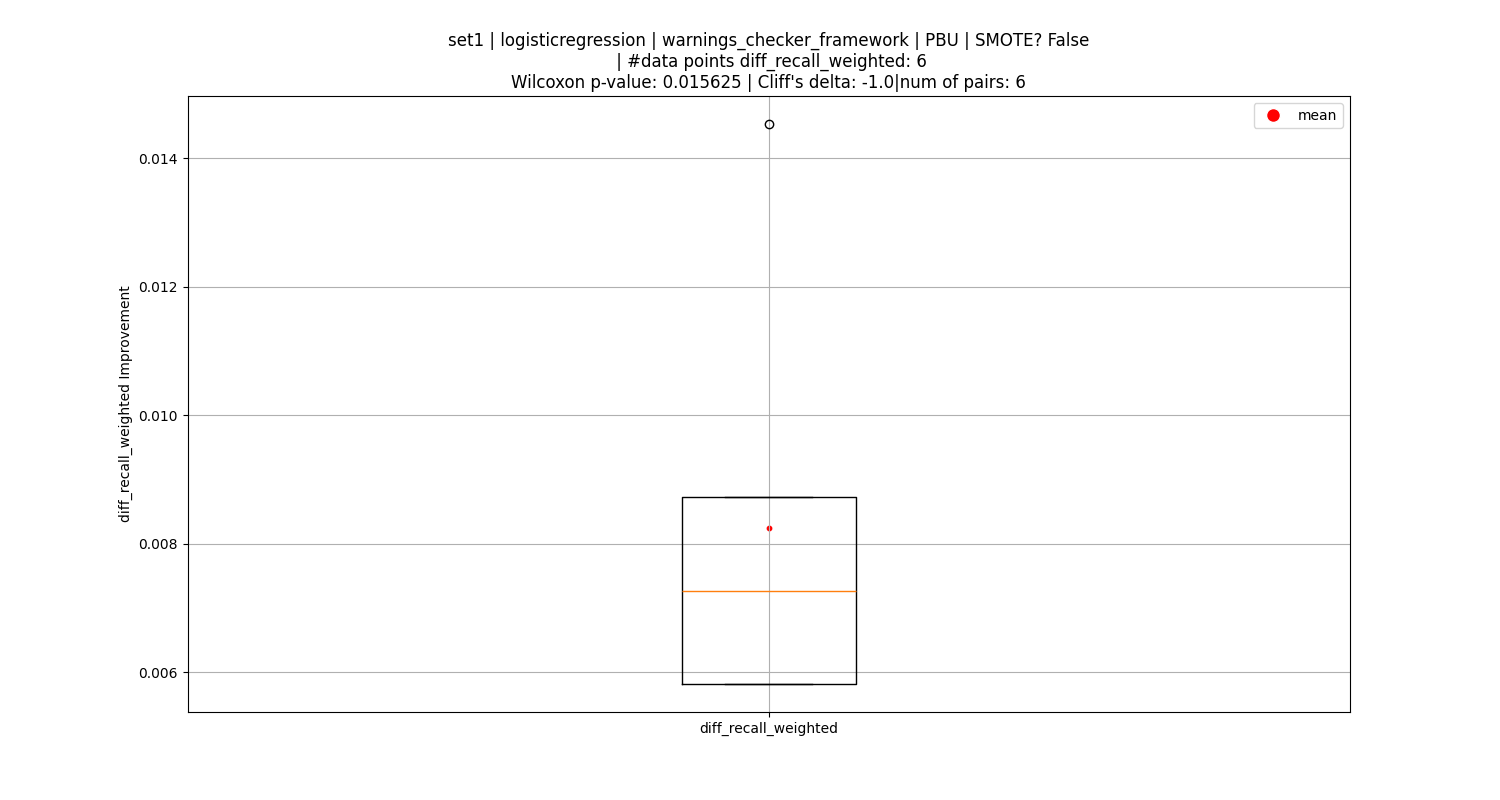 set1 | logisticregression | warnings_checker_framework | PBU | SMOTE? False
| #data points diff_recall_weighted: 6
Wilcoxon p-value: 0.015625 | Cliff's delta: -1.0|num of pairs: 6
mean
0.014
0.012
0.010
0.008
0.006
diff_recall_weighted Improvement
diff_recall_weighted